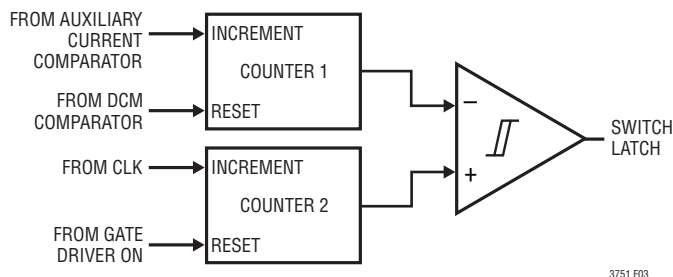 FROM AUXILIARY
CURRENT
COMPARATOR
INCREMENT
COUNTER 1
FROM DCM
COMPARATOR
RESET
FROM CLK
INCREMENT
COUNTER 2
FROM GATE
DRIVER ON
RESET
–
+
SWITCH
LATCH
3751 F03